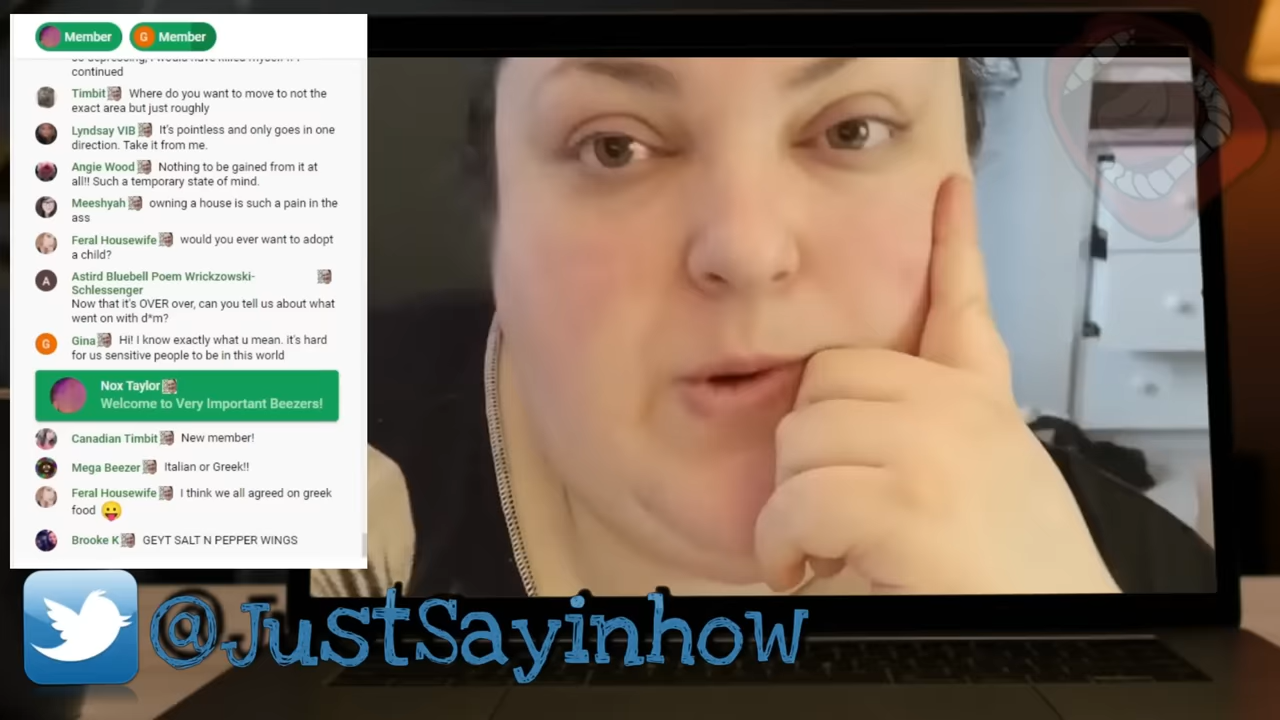 Member
G Member
continued
Timbit Where do you want to move to not the
exact area but just roughly
Lyndsay VIB It's pointless and only goes in one
direction. Take it from me.
Angie Wood Nothing to be gained from it at
all!! Such a temporary state of mind.
Meeshyah owning a house is such a pain in the
ass
Feral Housewife would you ever want to adopt
a child?
A Astird Bluebell Poem Wrickzowski-
Schlessenger
Now that it's OVER over, can you tell us about what
went on with d*m?
G Gina Hi! I know exactly what u mean. it's hard
for us sensitive people to be in this world
Nox Taylor
Welcome to Very Important Beezers!
Canadian Timbit New member!
Mega Beezer Italian or Greek!!
Feral Housewife I think we all agreed on greek
food
Brooke K GEYT SALT N PEPPER WINGS
@JustSayinhow